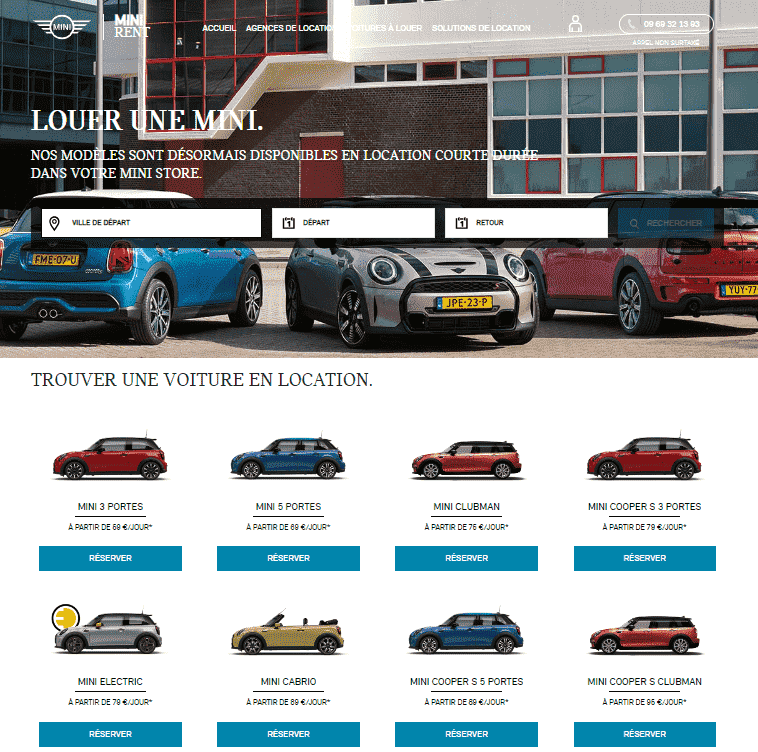 MINI
MINI
RENT
ACCUEIL AGENCES DE LOCATION VOITURES À LOUER SOLUTIONS DE LOCATION
09 69 32 13 93
APPEL NON SURTAXÉ
LOUER UNE MINI.
NOS MODÈLES SONT DÉSORMAIS DISPONIBLES EN LOCATION COURTE DURÉE
DANS VOTRE MINI STORE.
VILLE DE DÉPART
DÉPART
RETOUR
RECHERCHER
FME-07-U
JPE-23-P
YUY-77
TROUVER UNE VOITURE EN LOCATION.
MINI 3 PORTES MINI 5 PORTES MINI CLUBMAN MINI COOPER S 3 PORTES
À PARTIR DE 59 €/JOUR* À PARTIR DE 69 €/JOUR* À PARTIR DE 75 €/JOUR* À PARTIR DE 79 €/JOUR*
RÉSERVER RÉSERVER RÉSERVER RÉSERVER
MINI ELECTRIC MINI CABRIO MINI COOPER S 5 PORTES MINI COOPER S CLUBMAN
À PARTIR DE 79 €/JOUR* À PARTIR DE 89 €/JOUR* À PARTIR DE 89 €/JOUR* À PARTIR DE 95 €/JOUR*
RÉSERVER RÉSERVER RÉSERVER RÉSERVER